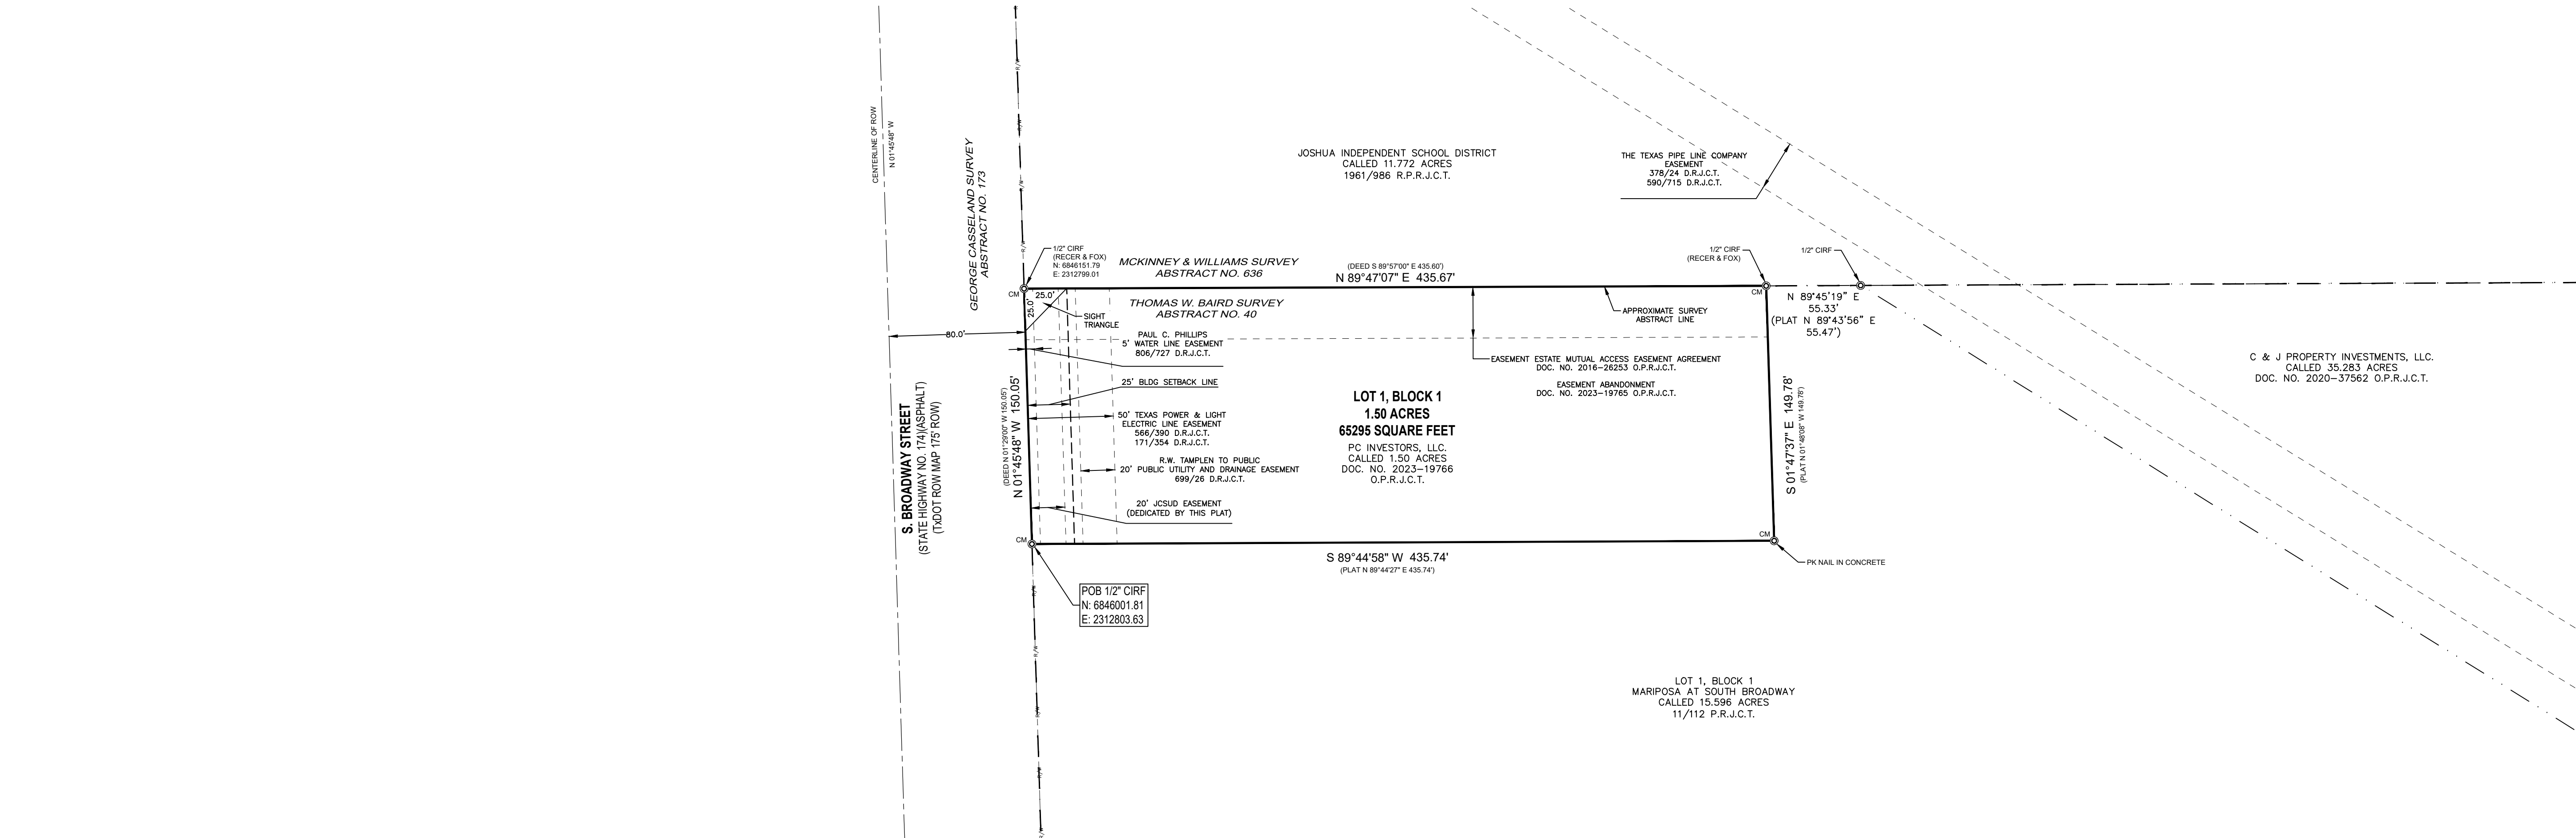 CENTERLINE OF ROW
N 01°45'48" W
GEORGE CASSELAND SURVEY
ABSTRACT NO. 173
R/W
R/W
R/W
R/W
JOSHUA INDEPENDENT SCHOOL DISTRICT
CALLED 11.772 ACRES
1961/986 R.P.R.J.C.T.
THE TEXAS PIPE LINE COMPANY
EASEMENT
378/24 D.R.J.C.T.
590/715 D.R.J.C.T.
1/2" CIRF
(RECER & FOX)
N: 6846151.79
E: 2312799.01
MCKINNEY & WILLIAMS SURVEY
ABSTRACT NO. 636
(DEED S 89°57'00" E 435.60')
N 89°47'07" E 435.67'
1/2" CIRF
(RECER & FOX)
1/2" CIRF
CM
CM
25.0'
25.0'
SIGHT
TRIANGLE
THOMAS W. BAIRD SURVEY
ABSTRACT NO. 40
APPROXIMATE SURVEY
ABSTRACT LINE
N 89°45'19" E
55.33'
(PLAT N 89°43'56" E
55.47')
80.0'
PAUL C. PHILLIPS
5' WATER LINE EASEMENT
806/727 D.R.J.C.T.
25' BLDG SETBACK LINE
50' TEXAS POWER & LIGHT
ELECTRIC LINE EASEMENT
566/390 D.R.J.C.T.
171/354 D.R.J.C.T.
R.W. TAMPLEN TO PUBLIC
20' PUBLIC UTILITY AND DRAINAGE EASEMENT
699/26 D.R.J.C.T.
20' JCSUD EASEMENT
(DEDICATED BY THIS PLAT)
EASEMENT ESTATE MUTUAL ACCESS EASEMENT AGREEMENT
DOC. NO. 2016-26253 O.P.R.J.C.T.
EASEMENT ABANDONMENT
DOC. NO. 2023-19765 O.P.R.J.C.T.
LOT 1, BLOCK 1
1.50 ACRES
65295 SQUARE FEET
PC INVESTORS, LLC.
CALLED 1.50 ACRES
DOC. NO. 2023-19766
O.P.R.J.C.T.
C & J PROPERTY INVESTMENTS, LLC.
CALLED 35.283 ACRES
DOC. NO. 2020-37562 O.P.R.J.C.T.
S. BROADWAY STREET
(STATE HIGHWAY NO. 174)(ASPHALT)
(TxDOT ROW MAP 175' ROW)
(DEED N 01°29'00" W 150.05')
N 01°45'48" W 150.05'
S 01°47'37" E 149.78'
(PLAT N 01°48'08" W 149.78')
CM
CM
S 89°44'58" W 435.74'
(PLAT N 89°44'27" E 435.74')
PK NAIL IN CONCRETE
POB 1/2" CIRF
N: 6846001.81
E: 2312803.63
R/W
R/W
R/W
R/W
R/W
LOT 1, BLOCK 1
MARIPOSA AT SOUTH BROADWAY
CALLED 15.596 ACRES
11/112 P.R.J.C.T.